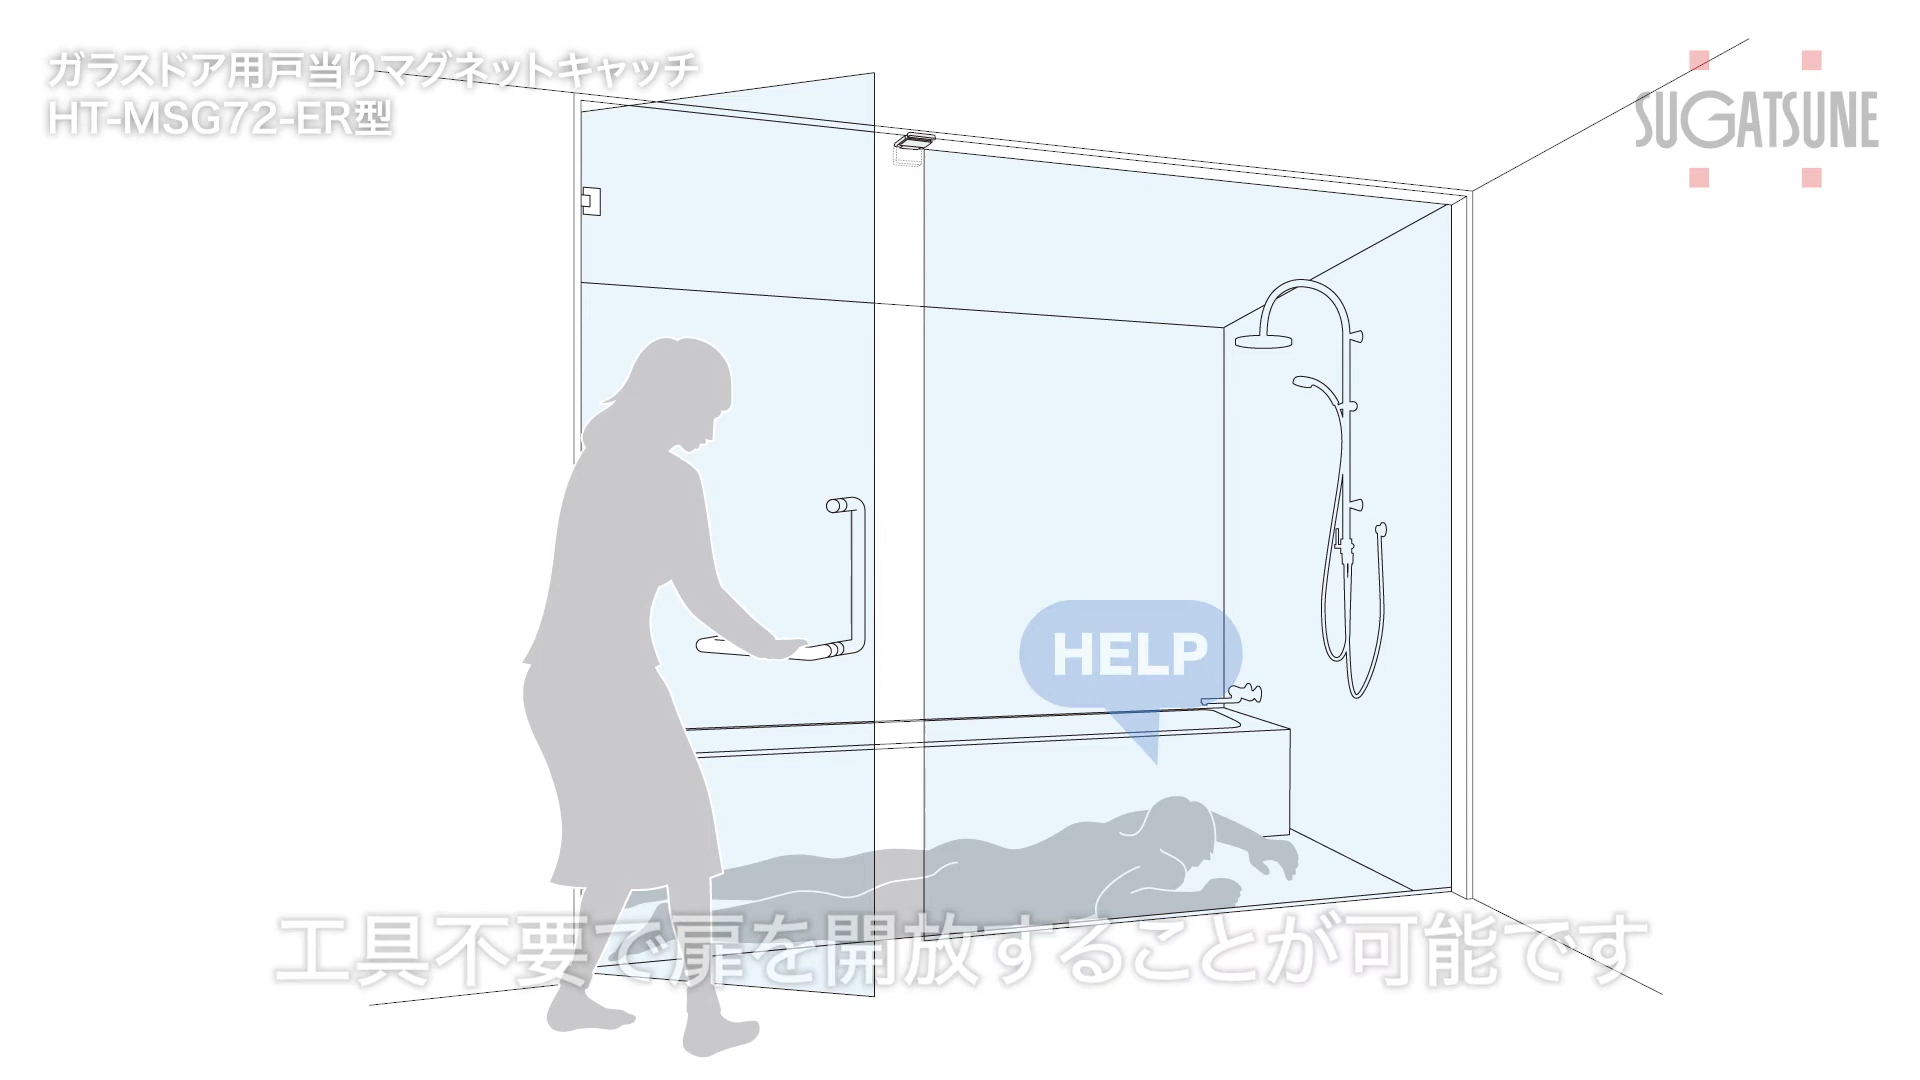 ガラスドア用戸当りマグネットキャッチ
HT-MSG72-ER型
SUGATSUNE
HELP
工具不要で扉を開放することが可能です